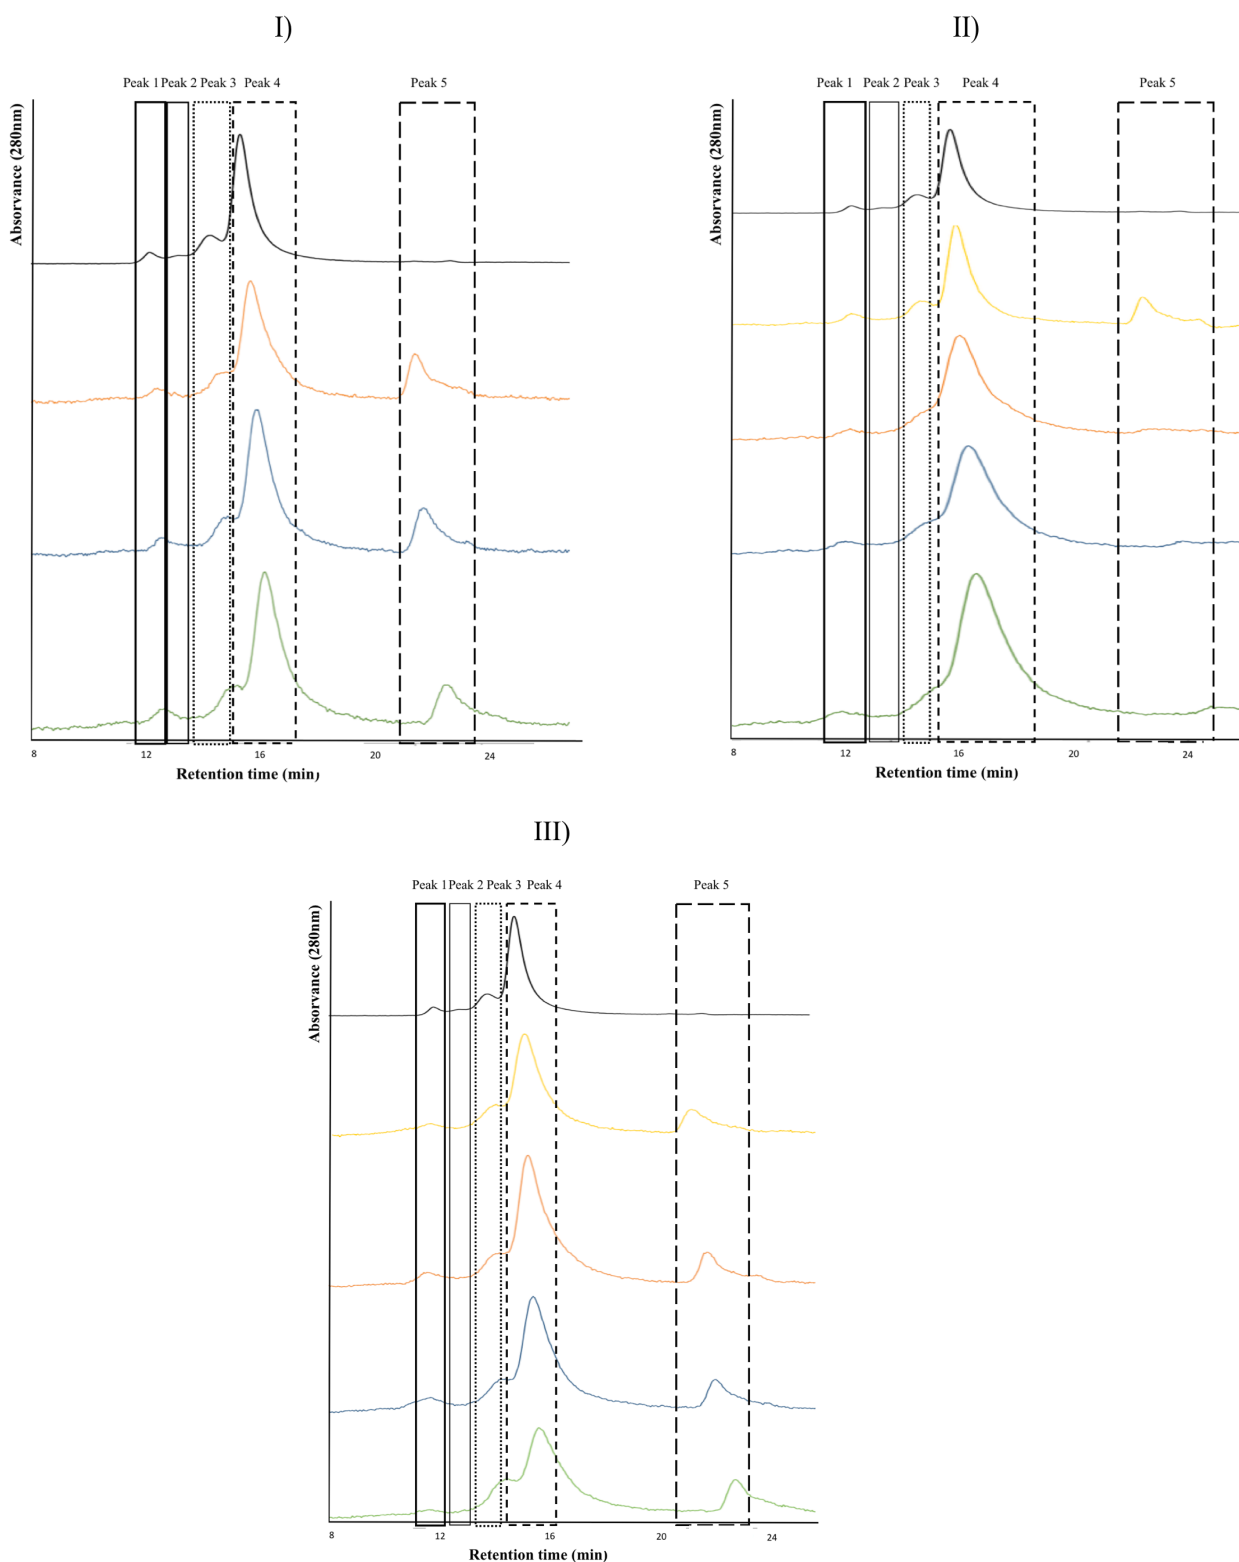 I)
Peak 1 Peak 2 Peak 3 Peak 4 Peak 5
Absorvance (280nm)
8 12 16 20 24
Retention time (min)
II)
Peak 1 Peak 2 Peak 3 Peak 4 Peak 5
Absorvance (280nm)
8 12 16 20 24
Retention time (min)
III)
Peak 1 Peak 2 Peak 3 Peak 4 Peak 5
Absorvance (280nm)
8 12 16 20 24
Retention time (min)